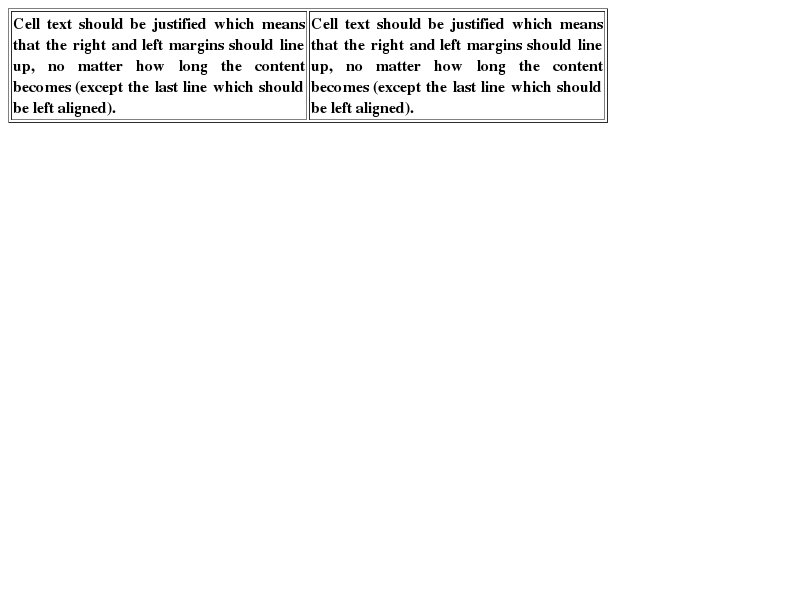 Cell text should be justified which means
that the right and left margins should line
up, no matter how long the content
becomes (except the last line which should
be left aligned).
Cell text should be justified which means
that the right and left margins should line
up, no matter how long the content
becomes (except the last line which should
be left aligned).